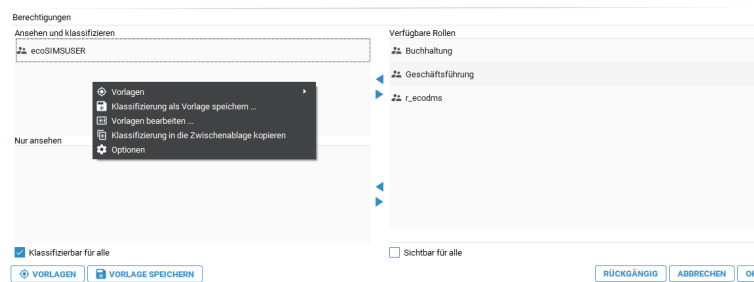 Berechtigungen
Ansehen und klassifizieren
ecoSIMSUSER
Vorlagen
Klassifizierung als Vorlage speichern ...
Vorlagen bearbeiten ...
Klassifizierung in die Zwischenablage kopieren
Optionen
Nur ansehen
Verfügbare Rollen
Buchhaltung
Geschäftsführung
r_ecodms
Klassifizierbar für alle
Sichtbar für alle
VORLAGEN
VORLAGE SPEICHERN
RÜCKGÄNGIG
ABBRECHEN